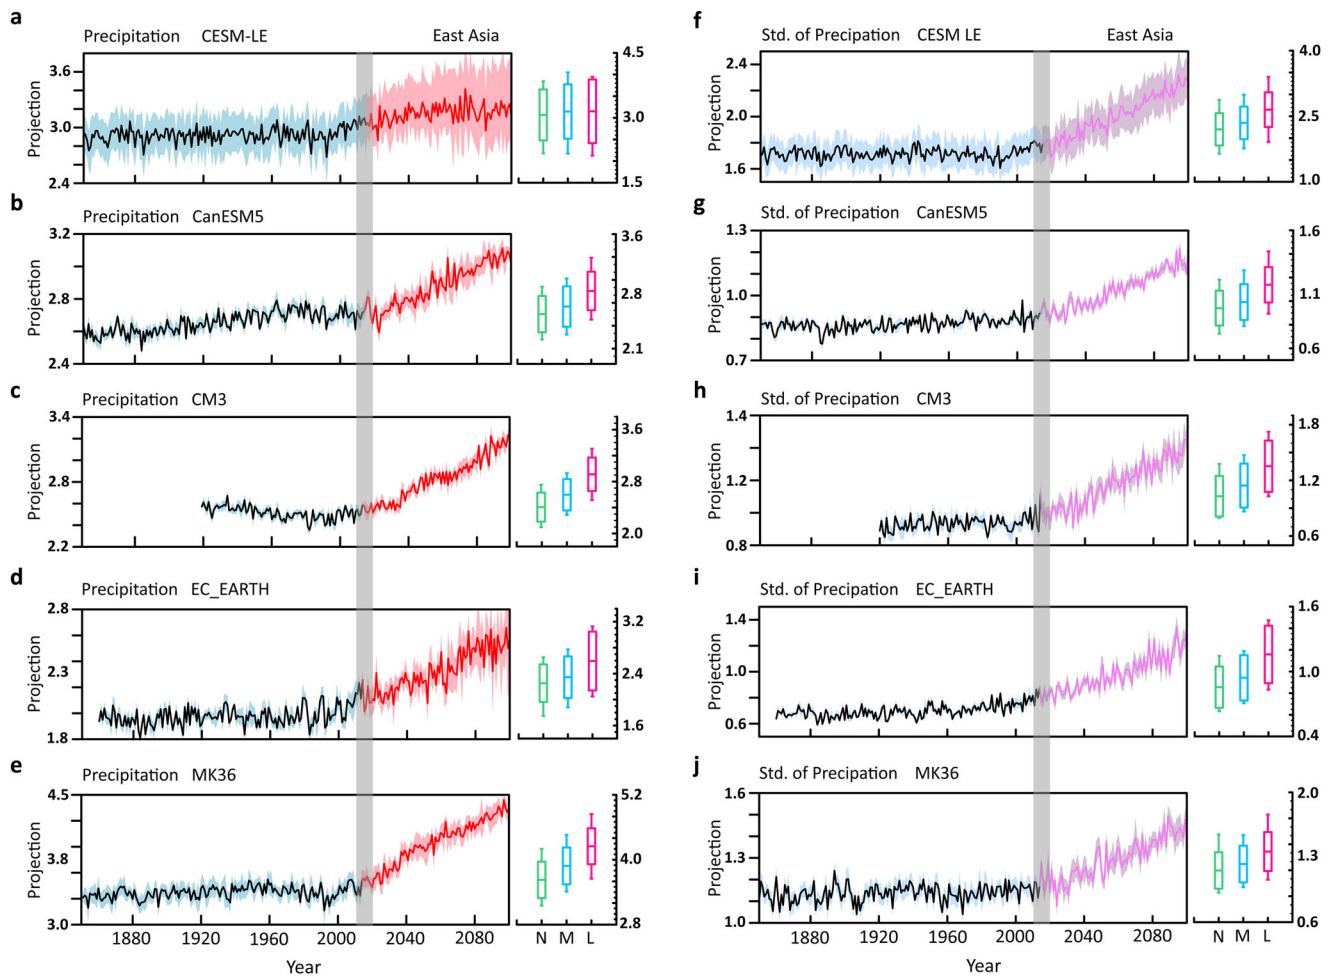 a
Precipitation CESM-LE East Asia
Projection
3.6
3.0
2.4
4.5
3.0
1.5
b
Precipitation CanESM5
Projection
3.2
2.8
2.4
3.6
2.8
2.1
c
Precipitation CM3
Projection
3.4
2.8
2.2
3.6
2.8
2.0
d
Precipitation EC_EARTH
Projection
2.8
2.3
1.8
3.2
2.4
1.6
e
Precipitation MK36
Projection
4.5
3.8
3.0
5.2
4.0
2.8
1880 1920 1960 2000 2040 2080 N M L
Year
f
Std. of Precipation CESM LE East Asia
Projection
2.4
2.0
1.6
4.0
2.5
1.0
g
Std. of Precipation CanESM5
Projection
1.3
1.0
0.7
1.6
1.1
0.6
h
Std. of Precipation CM3
Projection
1.4
1.2
0.8
1.8
1.2
0.6
i
Std. of Precipation EC_EARTH
Projection
1.4
1.0
0.6
1.6
1.0
0.4
j
Std. of Precipation MK36
Projection
1.6
1.3
1.0
2.0
1.3
0.6
1880 1920 1960 2000 2040 2080 N M L
Year